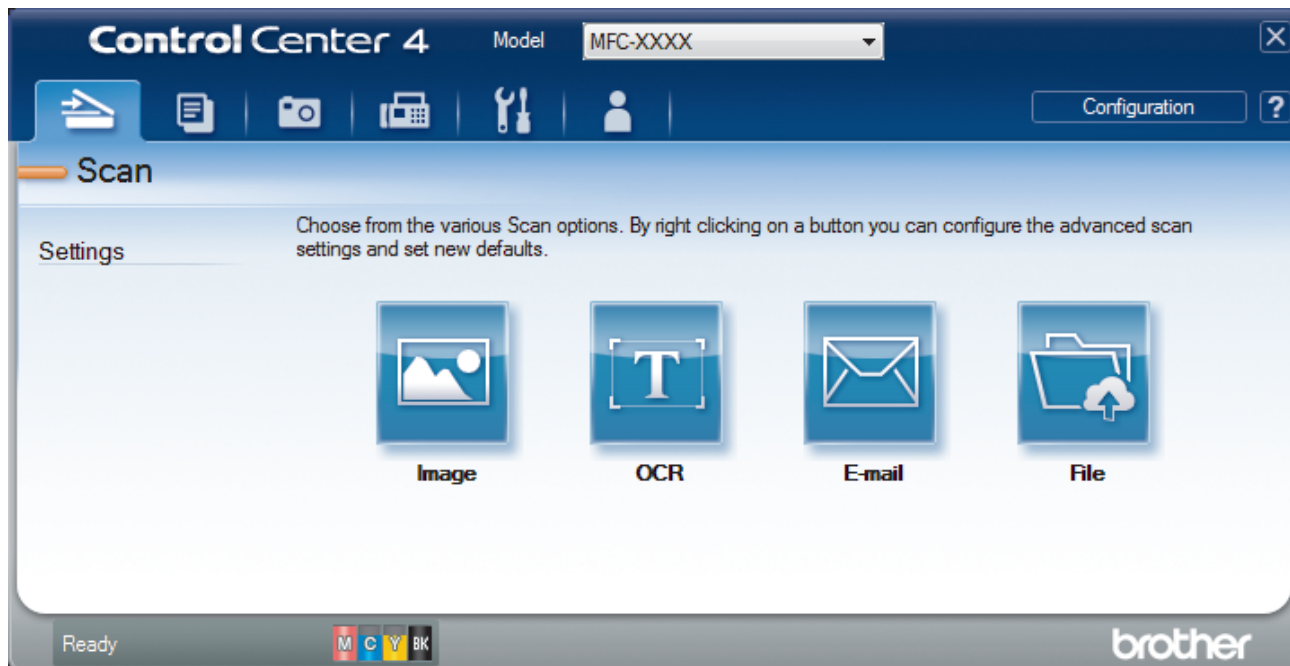 Control Center 4
Model
MFC-XXXX
Configuration
?
Scan
Settings
Choose from the various Scan options. By right clicking on a button you can configure the advanced scan
settings and set new defaults.
T
Image
OCR
E-mail
File
Ready
M C Y BK
brother